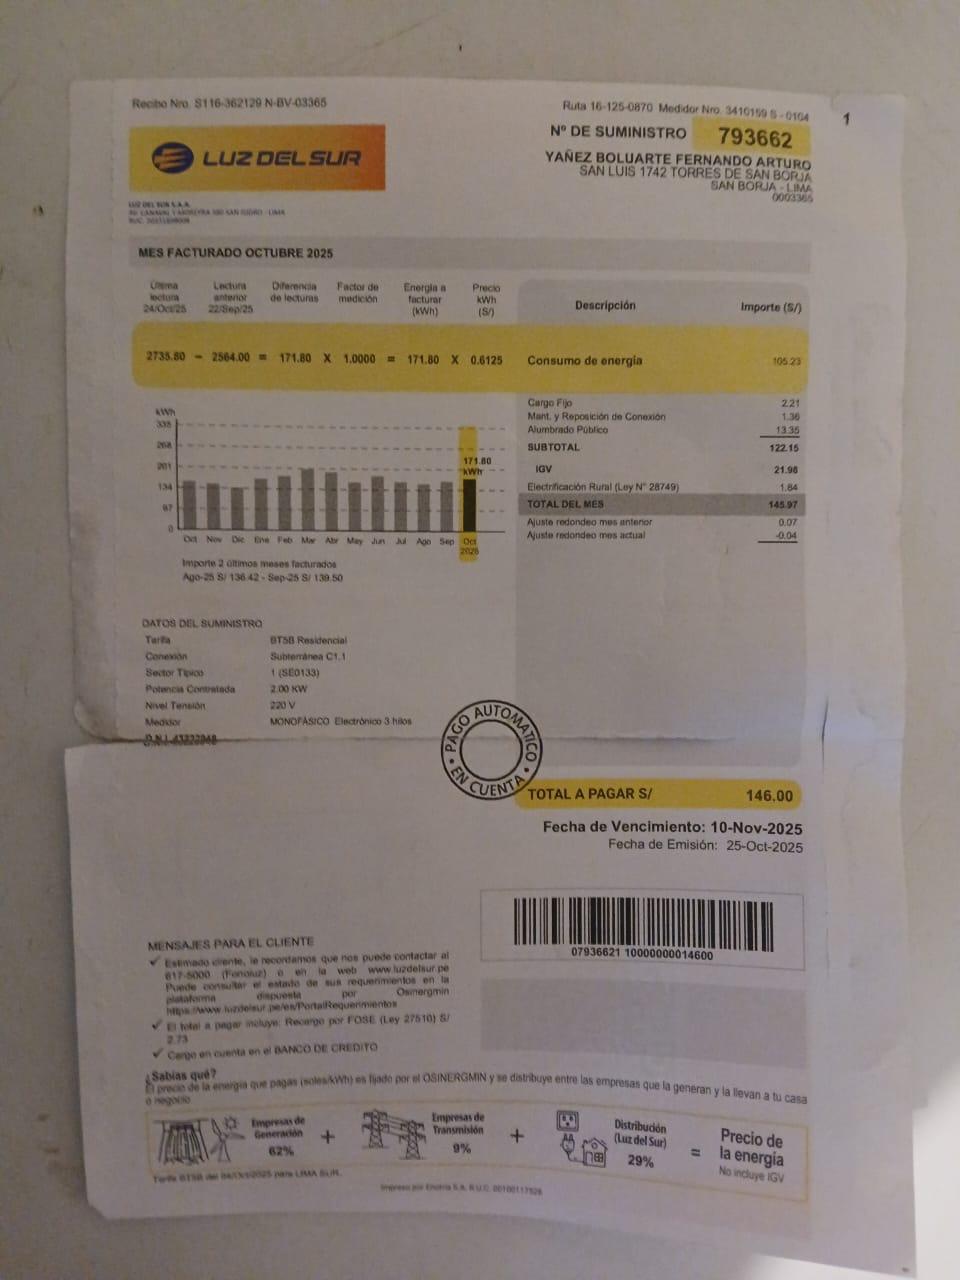 Recibo Nro. S116-362129 N-BV-03365
Ruta 16-125-0870 Medidor Nro. 3410159 S - 0104
1
Nº DE SUMINISTRO 793662
YAÑEZ BOLUARTE FERNANDO ARTURO
SAN LUIS 1742 TORRES DE SAN BORJA
SAN BORJA - LIMA
0003365
LUZ DEL SUR
LUZ DEL SUR S.A.A.
MES FACTURADO OCTUBRE 2025
Última lectura 24/Oct/25
Lectura anterior 22/Sep/25
Diferencia de lecturas
Factor de medición
Energía a facturar (kWh)
Precio kWh (S/)
Descripción Importe (S/)
2735.80 - 2564.00 = 171.80 X 1.0000 = 171.80 X 0.6125
Consumo de energía 105.23
Cargo Fijo 2.21
Mant. y Reposición de Conexión 1.36
Alumbrado Público 13.35
SUBTOTAL 122.15
IGV 21.98
Electrificación Rural (Ley N° 28749) 1.84
TOTAL DEL MES 145.97
Ajuste redondeo mes anterior 0.07
Ajuste redondeo mes actual -0.04
kWh
335
268
201
134
67
0
171.80 kWh
Oct Nov Dic Ene Feb Mar Abr May Jun Jul Ago Sep Oct
2025
Importe 2 últimos meses facturados
Ago-25 S/ 136.42 - Sep-25 S/ 139.50
DATOS DEL SUMINISTRO
Tarifa BT5B Residencial
Conexión Subterránea C1.1
Sector Típico 1 (SE0133)
Potencia Contratada 2.00 KW
Nivel Tensión 220 V
Medidor MONOFÁSICO Electrónico 3 hilos
PAGO AUTOMATICO
EN CUENTA
TOTAL A PAGAR S/ 146.00
Fecha de Vencimiento: 10-Nov-2025
Fecha de Emisión: 25-Oct-2025
07936621 10000000014600
MENSAJES PARA EL CLIENTE
Estimado cliente, le recordamos que nos puede contactar al
617-5000 (Fonoluz) o en la web www.luzdelsur.pe
Puede consultar el estado de sus requerimientos en la
plataforma dispuesta por Osinergmin
https://www.luzdelsur.pe/es/PortalRequerimientos
El total a pagar incluye: Recargo por FOSE (Ley 27510) S/
2.73
Cargo en cuenta en el BANCO DE CREDITO
¿Sabías qué?
El precio de la energía que pagas (soles/kWh) es fijado por el OSINERGMIN y se distribuye entre las empresas que la generan y la llevan a tu casa
o negocio
Empresas de Generación 62%
+
Empresas de Transmisión 9%
+
Distribución (Luz del Sur) 29%
=
Precio de la energía
No incluye IGV
Tarifa BT5B del 04/Oct/2025 para LIMA SUR.